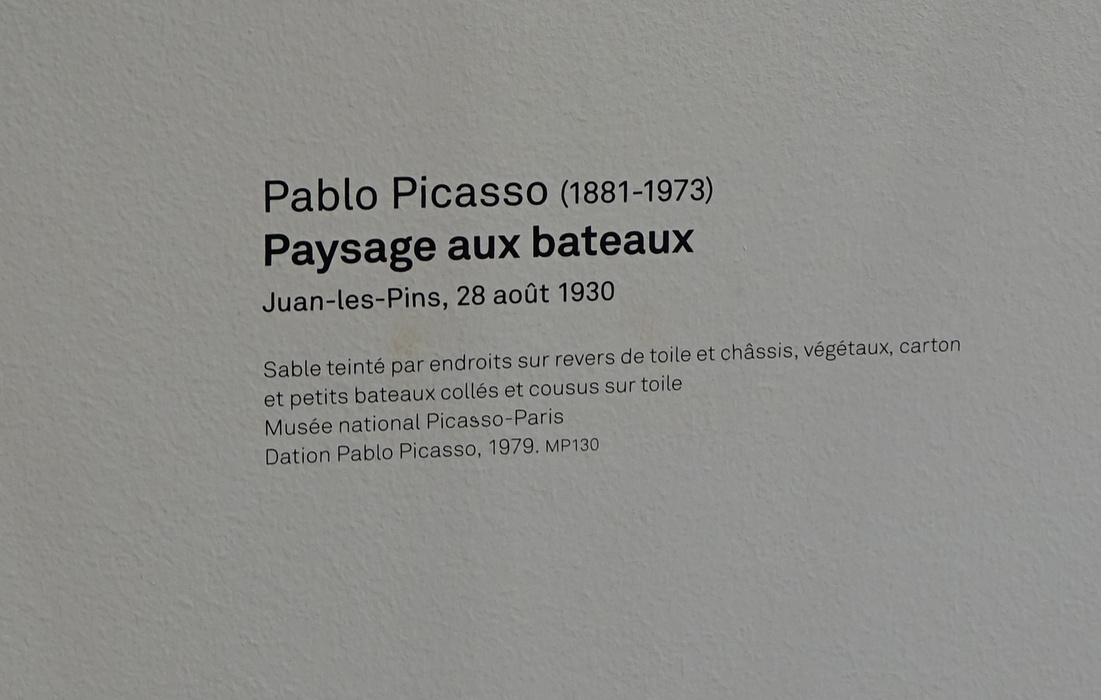 Pablo Picasso (1881-1973)
Paysage aux bateaux
Juan-les-Pins, 28 août 1930
Sable teinté par endroits sur revers de toile et châssis, végétaux, carton
et petits bateaux collés et cousus sur toile
Musée national Picasso-Paris
Dation Pablo Picasso, 1979. MP130